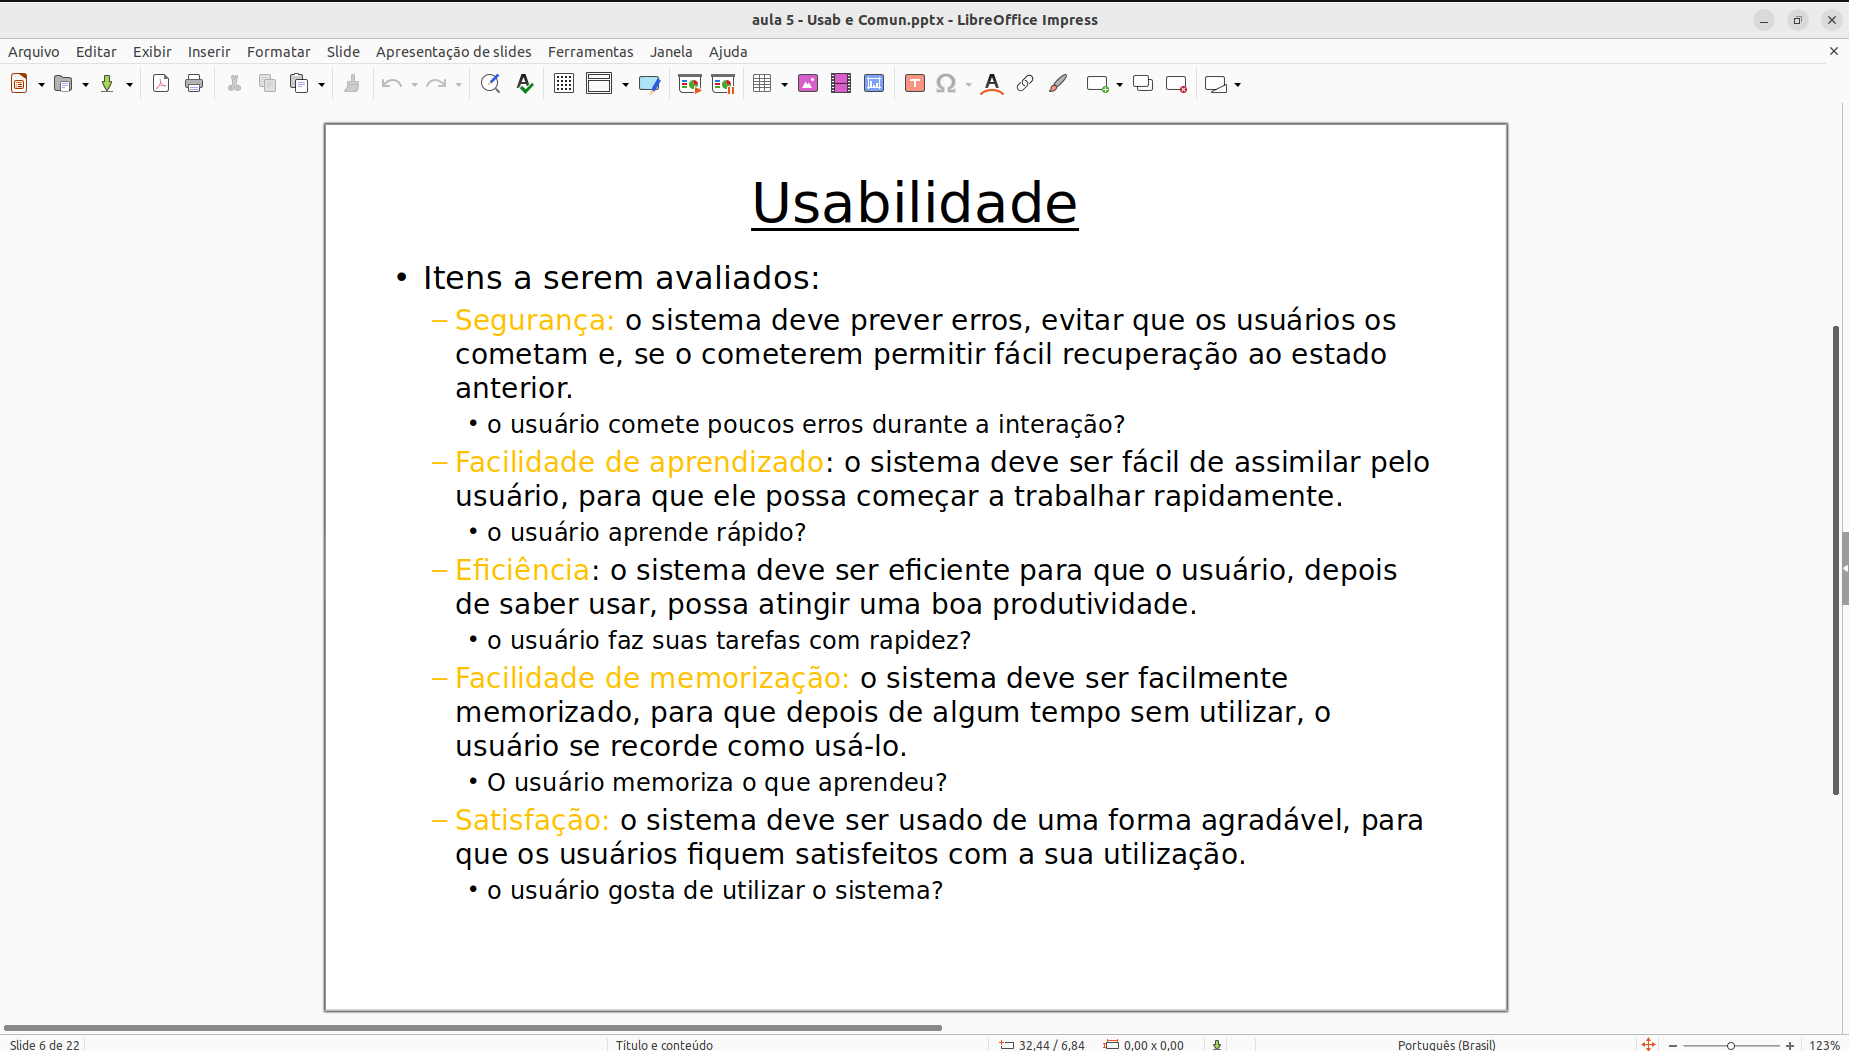 aula 5 - Usab e Comun.pptx - LibreOffice Impress
Arquivo Editar Exibir Inserir Formatar Slide Apresentação de slides Ferramentas Janela Ajuda
Usabilidade
• Itens a serem avaliados:
– Segurança: o sistema deve prever erros, evitar que os usuários os
cometam e, se o cometerem permitir fácil recuperação ao estado
anterior.
• o usuário comete poucos erros durante a interação?
– Facilidade de aprendizado: o sistema deve ser fácil de assimilar pelo
usuário, para que ele possa começar a trabalhar rapidamente.
• o usuário aprende rápido?
– Eficiência: o sistema deve ser eficiente para que o usuário, depois
de saber usar, possa atingir uma boa produtividade.
• o usuário faz suas tarefas com rapidez?
– Facilidade de memorização: o sistema deve ser facilmente
memorizado, para que depois de algum tempo sem utilizar, o
usuário se recorde como usá-lo.
• O usuário memoriza o que aprendeu?
– Satisfação: o sistema deve ser usado de uma forma agradável, para
que os usuários fiquem satisfeitos com a sua utilização.
• o usuário gosta de utilizar o sistema?
Slide 6 de 22 Título e conteúdo 32,44 / 6,84 0,00 x 0,00 Português (Brasil) 123%